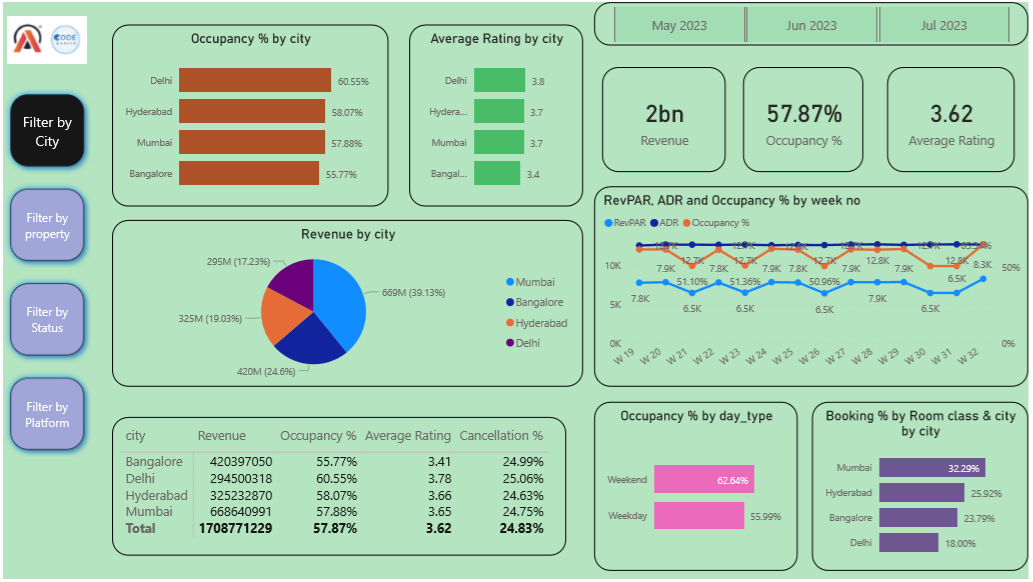 CODE
BASICS
Filter by
City
Filter by
property
Filter by
Status
Filter by
Platform
Occupancy % by city
Delhi 60.55%
Hyderabad 58.07%
Mumbai 57.88%
Bangalore 55.77%
Average Rating by city
Delhi 3.8
Hydera... 3.7
Mumbai 3.7
Bangal... 3.4
May 2023 Jun 2023 Jul 2023
2bn
Revenue
57.87%
Occupancy %
3.62
Average Rating
Revenue by city
295M (17.23%)
669M (39.13%)
325M (19.03%)
420M (24.6%)
Mumbai
Bangalore
Hyderabad
Delhi
RevPAR, ADR and Occupancy % by week no
RevPAR ADR Occupancy %
12.7K 12.7K 12.7K 12.8K 12.8K
10K 50%
7.9K 7.8K 7.9K 7.8K 7.9K 7.9K 6.5K 8.3K
51.10% 51.36% 50.96%
7.8K 6.5K 6.5K 6.5K 7.9K 6.5K
5K
0K 0%
W 19 W 20 W 21 W 22 W 23 W 24 W 25 W 26 W 27 W 28 W 29 W 30 W 31 W 32
city Revenue Occupancy % Average Rating Cancellation %
Bangalore 420397050 55.77% 3.41 24.99%
Delhi 294500318 60.55% 3.78 25.06%
Hyderabad 325232870 58.07% 3.66 24.63%
Mumbai 668640991 57.88% 3.65 24.75%
Total 1708771229 57.87% 3.62 24.83%
Occupancy % by day_type
Weekend 62.64%
Weekday 55.99%
Booking % by Room class & city
by city
Mumbai 32.29%
Hyderabad 25.92%
Bangalore 23.79%
Delhi 18.00%